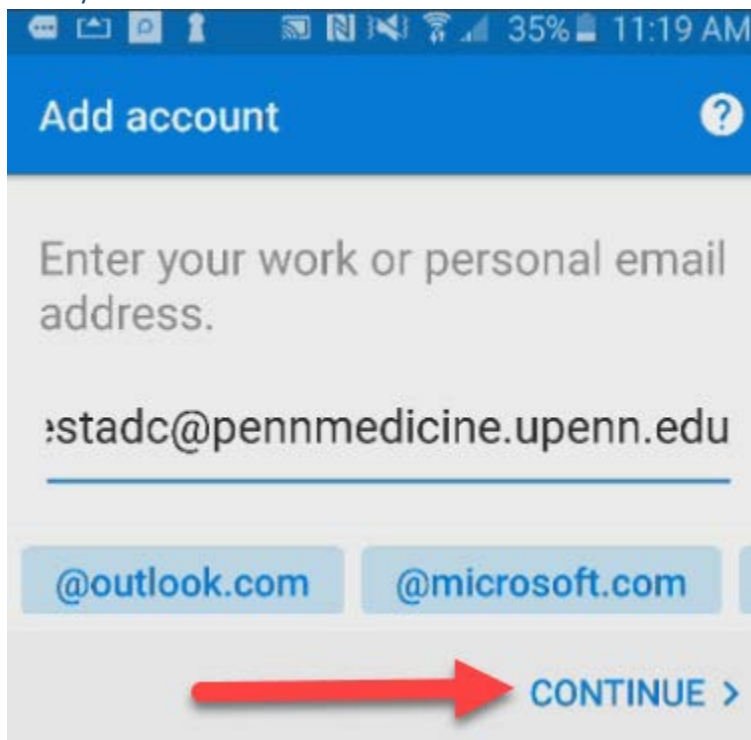 35% 11:19 AM
Add account ?
Enter your work or personal email
address.
stadc@pennmedicine.upenn.edu
@outlook.com @microsoft.com
CONTINUE >